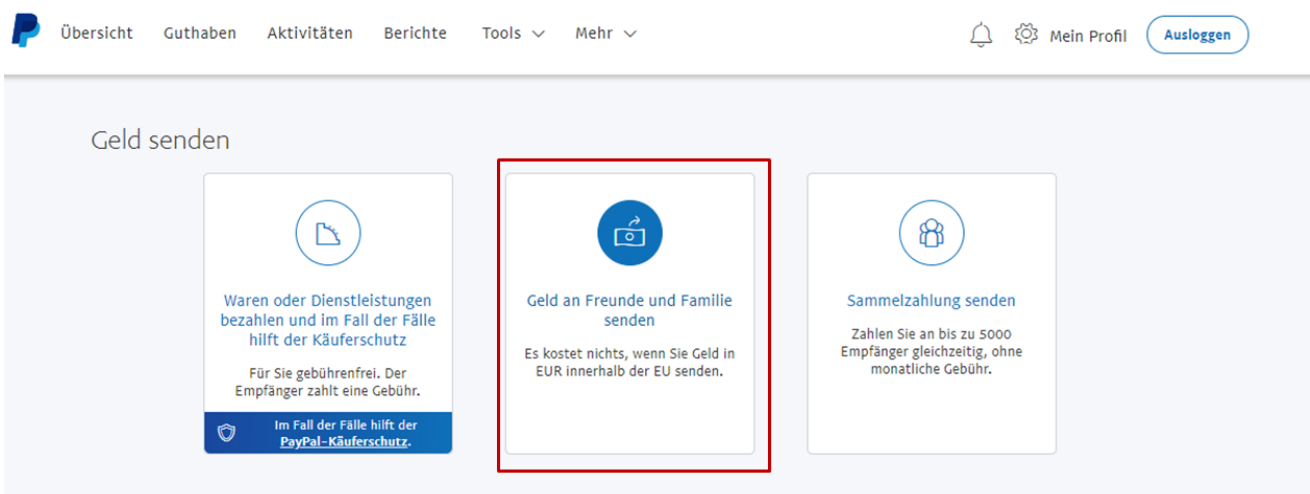 Übersicht Guthaben Aktivitäten Berichte Tools Mehr Mein Profil Ausloggen
Geld senden
Waren oder Dienstleistungen
bezahlen und im Fall der Fälle
hilft der Käuferschutz
Für Sie gebührenfrei. Der
Empfänger zahlt eine Gebühr.
Im Fall der Fälle hilft der
PayPal-Käuferschutz.
Geld an Freunde und Familie
senden
Es kostet nichts, wenn Sie Geld in
EUR innerhalb der EU senden.
Sammelzahlung senden
Zahlen Sie an bis zu 5000
Empfänger gleichzeitig, ohne
monatliche Gebühr.